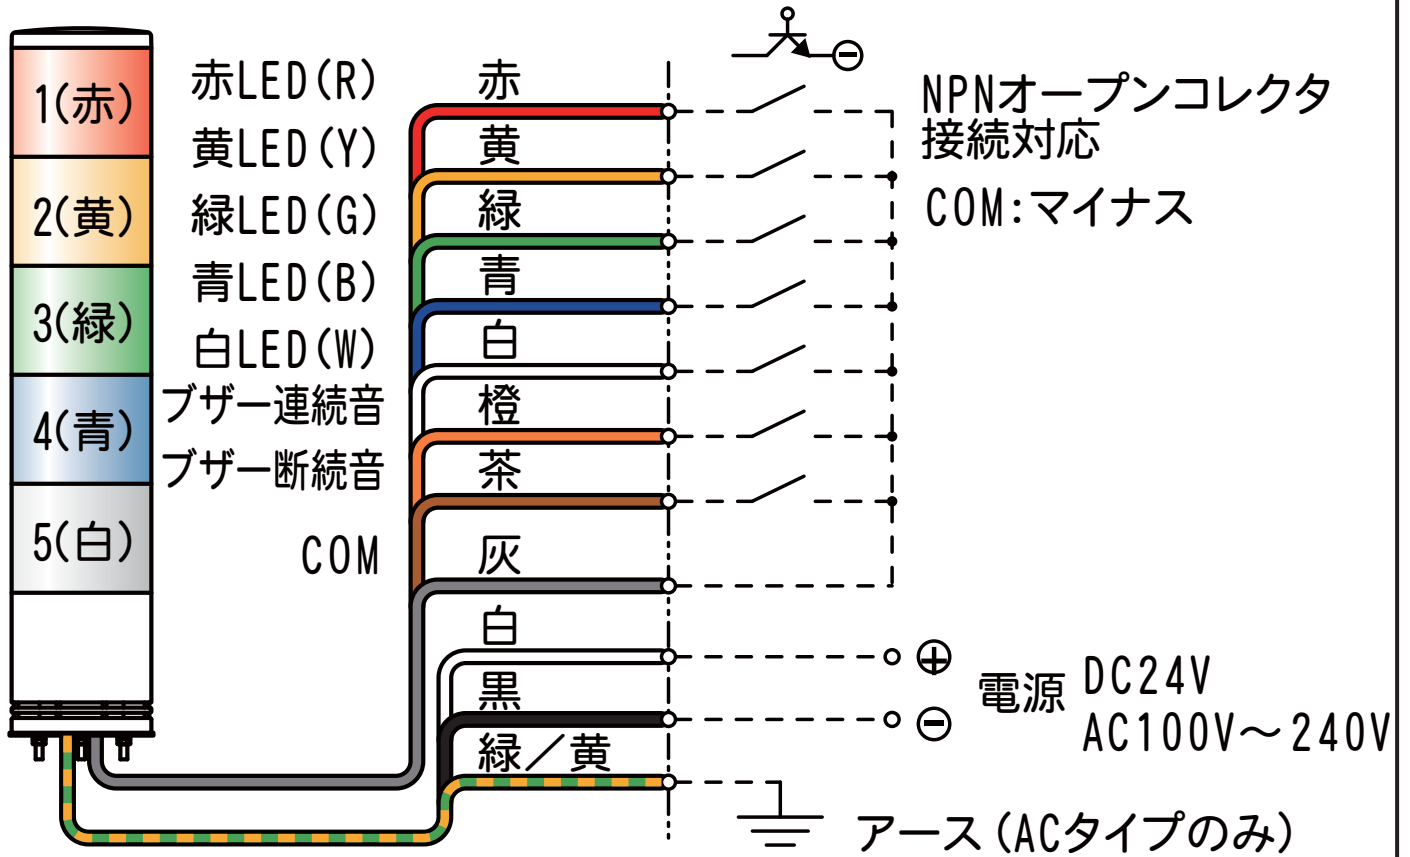 1(赤)
2(黄)
3(緑)
4(青)
5(白)
赤LED(R)
赤
黄LED(Y)
黄
緑LED(G)
緑
青LED(B)
青
白LED(W)
白
ブザー連続音
橙
ブザー断続音
茶
COM
灰
白
黒
緑／黄
NPNオープンコレクタ
接続対応
COM:マイナス
電源
DC24V
AC100V～240V
アース(ACタイプのみ)